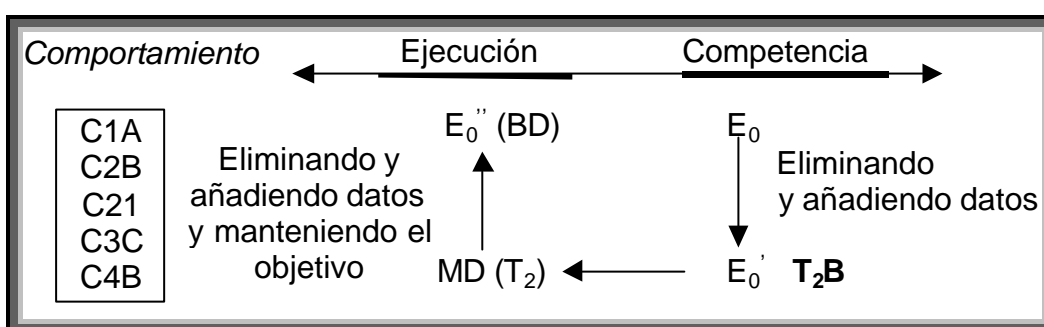 Comportamiento Ejecución Competencia
C1A
C2B
C21
C3C
C4B
Eliminando y
añadiendo datos
y manteniendo el
objetivo
E₀’’ (BD)
MD (T₂)
E₀
Eliminando
y añadiendo datos
E₀’ T₂B